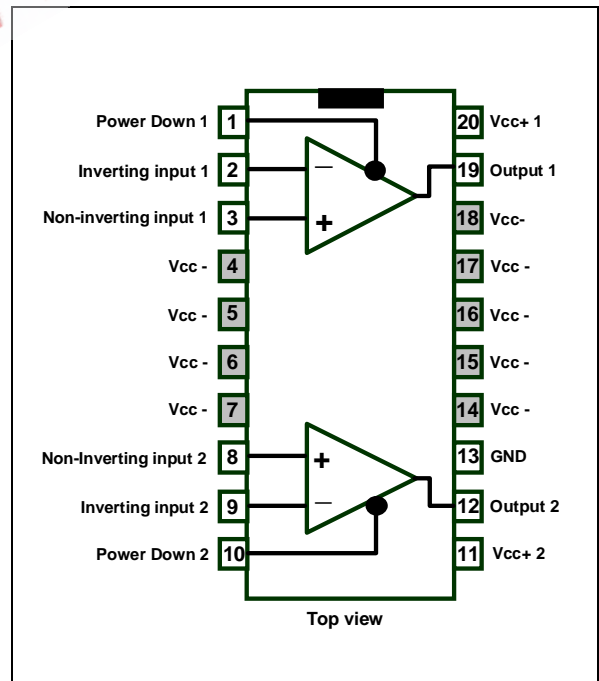 Power Down 1 1 20 Vcc+ 1
Inverting input 1 2 19 Output 1
Non-inverting input 1 3 18 Vcc-
Vcc - 4 17 Vcc -
Vcc - 5 16 Vcc -
Vcc - 6 15 Vcc -
Vcc - 7 14 Vcc -
Non-Inverting input 2 8 13 GND
Inverting input 2 9 12 Output 2
Power Down 2 10 11 Vcc+ 2
Top view